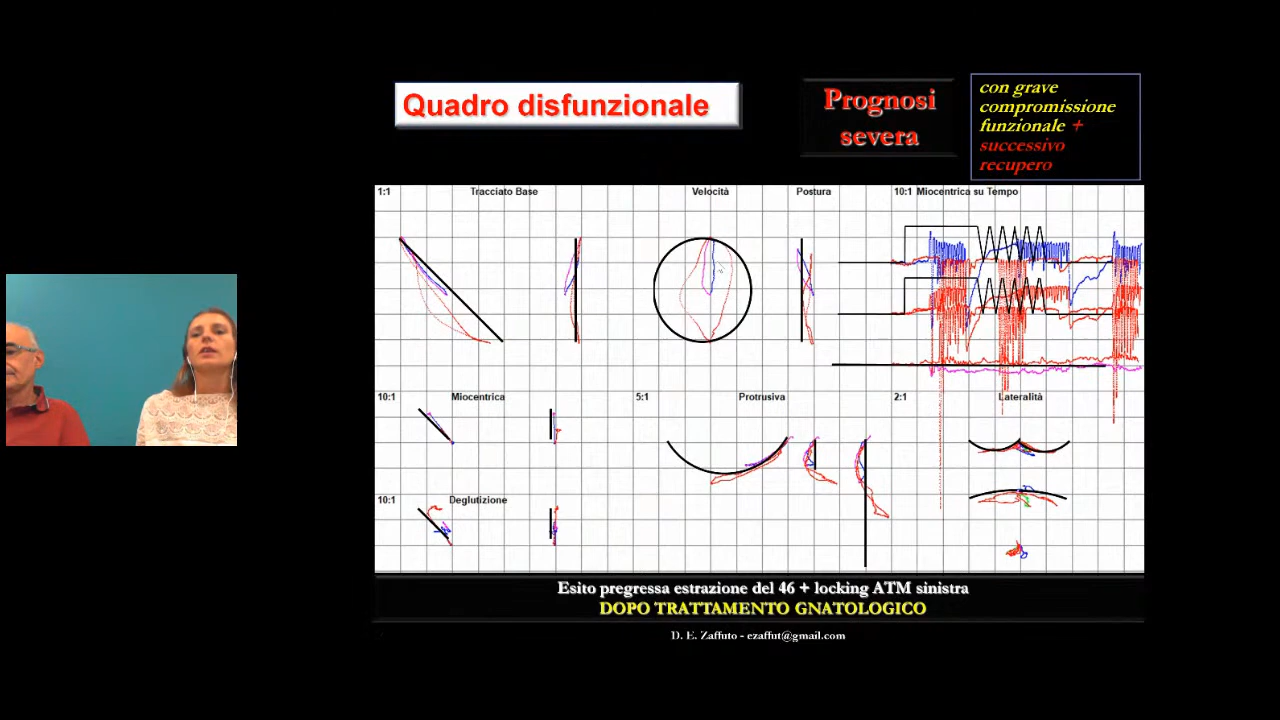 Quadro disfunzionale
Prognosi
severa
con grave
compromissione
funzionale +
successivo
recupero
1:1 Tracciato Base Velocità Postura 10:1 Miocentrica su Tempo
10:1 Miocentrica 5:1 Protrusiva 2:1 Lateralità
10:1 Deglutizione
Esito pregressa estrazione del 46 + locking ATM sinistra
DOPO TRATTAMENTO GNATOLOGICO
D. E. Zaffuto - ezaffut@gmail.com